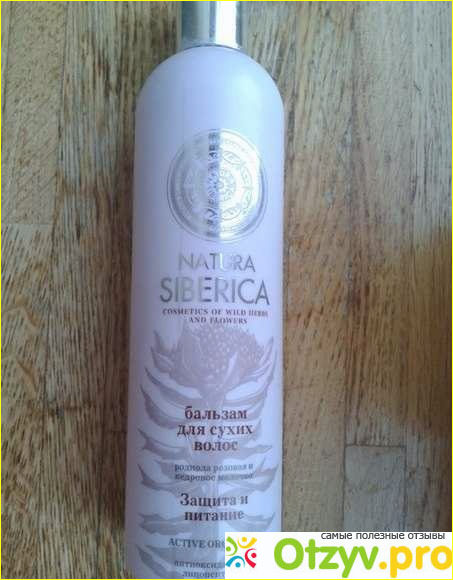 NATURA
SIBERICA
COSMETICS OF WILD HERBS
AND FLOWERS
бальзам
для сухих
волос
родиола розовая и
кедровое молочко
Защита и
питание
ACTIVE
самые полезные отзывы
Otzyv.pro